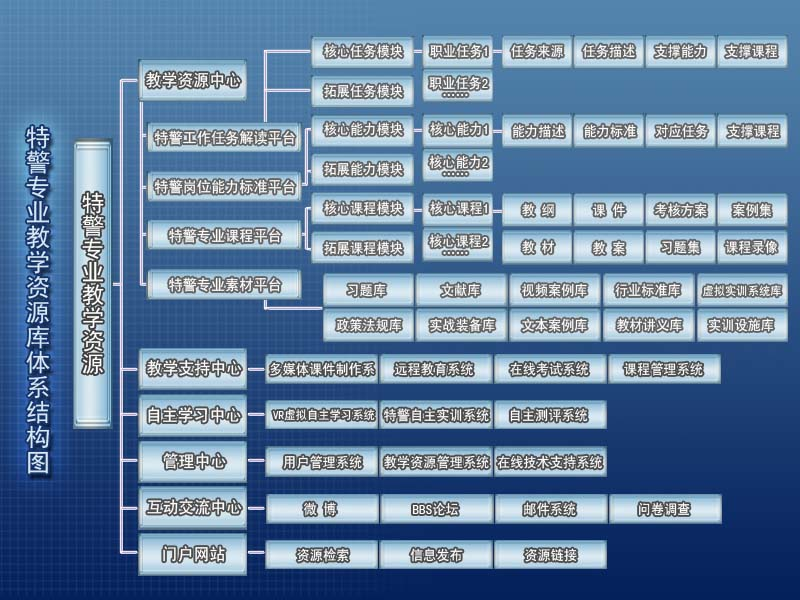 特警专业教学资源库体系结构图
特警专业教学资源
教学资源中心
核心任务模块 职业任务1 任务来源 任务描述 支撑能力 支撑课程
拓展任务模块 职业任务2
……
特警工作任务解读平台
核心能力模块 核心能力1 能力描述 能力标准 对应任务 支撑课程
拓展能力模块 核心能力2
……
特警岗位能力标准平台
核心课程模块 核心课程1 教 纲 课 件 考核方案 案例集
特警专业课程平台
拓展课程模块 核心课程2 教 材 教 案 习题集 课程录像
……
特警专业素材平台
习题库 文献库 视频案例库 行业标准库 虚拟实训系统库
政策法规库 实战装备库 文本案例库 教材讲义库 实训设施库
教学支持中心 多媒体课件制作系 远程教育系统 在线考试系统 课程管理系统
自主学习中心 VR虚拟自主学习系统 特警自主实训系统 自主测评系统
管理中心 用户管理系统 教学资源管理系统 在线技术支持系统
互动交流中心 微 博 BBS论坛 邮件系统 问卷调查
门户网站 资源检索 信息发布 资源链接